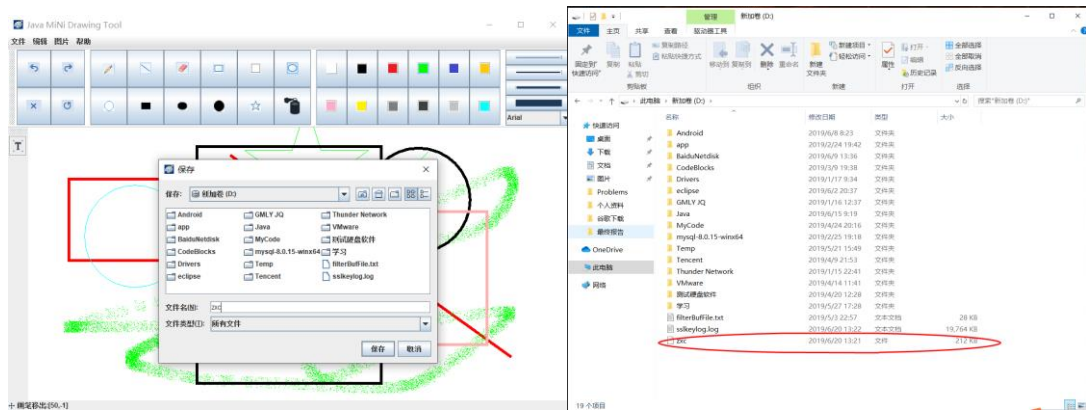 Java MiNi Drawing Tool
文件 编辑 图片 帮助
Arial
T
保存
保存: 新加卷 (D:)
Android
app
BaiduNetdisk
CodeBlocks
Drivers
eclipse
GMLY JQ
Java
MyCode
mysql-8.0.15-winx64
Temp
Tencent
Thunder Network
VMware
测试硬盘软件
学习
filterBufFile.txt
sslkeylog.log
文件名(N): zxc
文件类型(T): 所有文件
保存 取消
画笔移出:[50,-1]
管理 新加卷 (D:)
文件 主页 共享 查看 驱动器工具
固定到"快速访问" 复制 粘贴 复制路径 粘贴快捷方式 剪切 移动到 复制到 删除 重命名 新建文件夹 新建项目 轻松访问 属性 打开 编辑 历史记录 全部选择 全部取消 反向选择
剪贴板 组织 新建 打开 选择
此电脑 › 新加卷 (D:) 搜索"新加卷 (D:)"
名称 修改日期 类型 大小
快速访问
桌面
下载
文档
图片
Problems
个人资料
谷歌下载
最终报告
OneDrive
此电脑
网络
Android 2019/6/8 8:23 文件夹
app 2019/2/24 19:42 文件夹
BaiduNetdisk 2019/6/9 13:36 文件夹
CodeBlocks 2019/3/9 19:38 文件夹
Drivers 2019/1/17 9:34 文件夹
eclipse 2019/6/2 20:37 文件夹
GMLY JQ 2019/1/16 12:37 文件夹
Java 2019/6/15 9:19 文件夹
MyCode 2019/4/24 20:16 文件夹
mysql-8.0.15-winx64 2019/2/25 19:18 文件夹
Temp 2019/5/21 15:49 文件夹
Tencent 2019/4/9 21:53 文件夹
Thunder Network 2019/1/15 22:41 文件夹
VMware 2019/4/14 11:41 文件夹
测试硬盘软件 2019/4/20 12:28 文件夹
学习 2019/5/27 17:28 文件夹
filterBufFile.txt 2019/5/3 22:57 文本文档 28 KB
sslkeylog.log 2019/6/20 13:22 文本文档 19,764 KB
zxc 2019/6/20 13:21 文件 212 KB
19 个项目